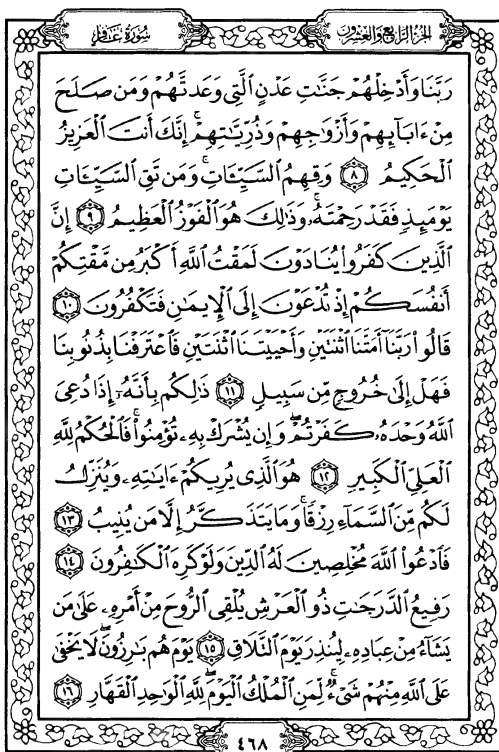 الجزء الرابع والعشرون
سورة غافر
رَبَّنَا وَأَدْخِلْهُمْ جَنَّٰتِ عَدْنٍ ٱلَّتِى وَعَدتَّهُمْ وَمَن صَلَحَ
مِنْ ءَابَآئِهِمْ وَأَزْوَٰجِهِمْ وَذُرِّيَّٰتِهِمْ ۚ إِنَّكَ أَنتَ ٱلْعَزِيزُ
ٱلْحَكِيمُ ٨ وَقِهِمُ ٱلسَّيِّـَٔاتِ ۚ وَمَن تَقِ ٱلسَّيِّـَٔاتِ
يَوْمَئِذٍ فَقَدْ رَحِمْتَهُۥ ۚ وَذَٰلِكَ هُوَ ٱلْفَوْزُ ٱلْعَظِيمُ ٩ إِنَّ
ٱلَّذِينَ كَفَرُوا۟ يُنَادَوْنَ لَمَقْتُ ٱللَّهِ أَكْبَرُ مِن مَّقْتِكُمْ
أَنفُسَكُمْ إِذْ تُدْعَوْنَ إِلَى ٱلْإِيمَٰنِ فَتَكْفُرُونَ ١٠
قَالُوا۟ رَبَّنَآ أَمَتَّنَا ٱثْنَتَيْنِ وَأَحْيَيْتَنَا ٱثْنَتَيْنِ فَٱعْتَرَفْنَا بِذُنُوبِنَا
فَهَلْ إِلَىٰ خُرُوجٍ مِّن سَبِيلٍ ١١ ذَٰلِكُم بِأَنَّهُۥٓ إِذَا دُعِىَ
ٱللَّهُ وَحْدَهُۥ كَفَرْتُمْ ۖ وَإِن يُشْرَكْ بِهِۦ تُؤْمِنُوا۟ ۚ فَٱلْحُكْمُ لِلَّهِ
ٱلْعَلِىِّ ٱلْكَبِيرِ ١٢ هُوَ ٱلَّذِى يُرِيكُمْ ءَايَٰتِهِۦ وَيُنَزِّلُ
لَكُم مِّنَ ٱلسَّمَآءِ رِزْقًا ۚ وَمَا يَتَذَكَّرُ إِلَّا مَن يُنِيبُ ١٣
فَٱدْعُوا۟ ٱللَّهَ مُخْلِصِينَ لَهُ ٱلدِّينَ وَلَوْ كَرِهَ ٱلْكَٰفِرُونَ ١٤
رَفِيعُ ٱلدَّرَجَٰتِ ذُو ٱلْعَرْشِ يُلْقِى ٱلرُّوحَ مِنْ أَمْرِهِۦ عَلَىٰ مَن
يَشَآءُ مِنْ عِبَادِهِۦ لِيُنذِرَ يَوْمَ ٱلتَّلَاقِ ١٥ يَوْمَ هُم بَٰرِزُونَ ۖ لَا يَخْفَىٰ
عَلَى ٱللَّهِ مِنْهُمْ شَىْءٌ ۚ لِّمَنِ ٱلْمُلْكُ ٱلْيَوْمَ ۖ لِلَّهِ ٱلْوَٰحِدِ ٱلْقَهَّارِ ١٦
٤٦٨